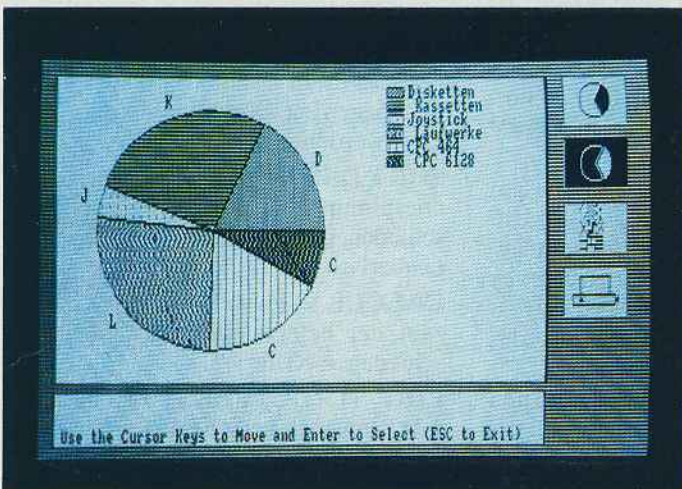 K
D
J
C
L
C
Disketten
Kassetten
Joystick
Laufwerke
CPC 464
CPC 6128
Use the Cursor Keys to Move and Enter to Select (ESC to Exit)